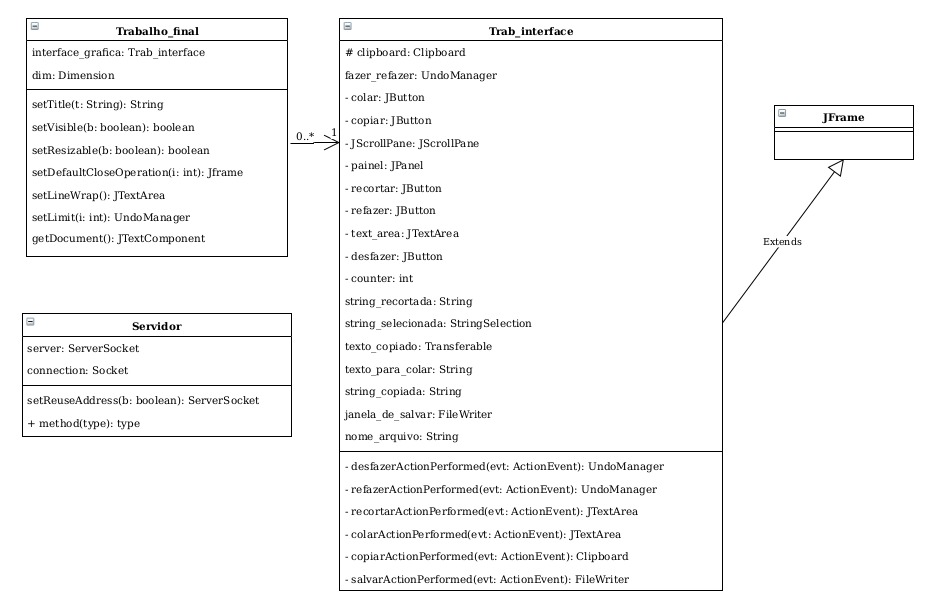 Trabalho_final
interface_grafica: Trab_interface
dim: Dimension
setTitle(t: String): String
setVisible(b: boolean): boolean
setResizable(b: boolean): boolean
setDefaultCloseOperation(i: int): Jframe
setLineWrap(): JTextArea
setLimit(i: int): UndoManager
getDocument(): JTextComponent
0..*
1
Trab_interface
# clipboard: Clipboard
fazer_refazer: UndoManager
- colar: JButton
- copiar: JButton
- JScrollPane: JScrollPane
- painel: JPanel
- recortar: JButton
- refazer: JButton
- text_area: JTextArea
- desfazer: JButton
- counter: int
string_recortada: String
string_selecionada: StringSelection
texto_copiado: Transferable
texto_para_colar: String
string_copiada: String
janela_de_salvar: FileWriter
nome_arquivo: String
- desfazerActionPerformed(evt: ActionEvent): UndoManager
- refazerActionPerformed(evt: ActionEvent): UndoManager
- recortarActionPerformed(evt: ActionEvent): JTextArea
- colarActionPerformed(evt: ActionEvent): JTextArea
- copiarActionPerformed(evt: ActionEvent): Clipboard
- salvarActionPerformed(evt: ActionEvent): FileWriter
JFrame
Extends
Servidor
server: ServerSocket
connection: Socket
setReuseAddress(b: boolean): ServerSocket
+ method(type): type